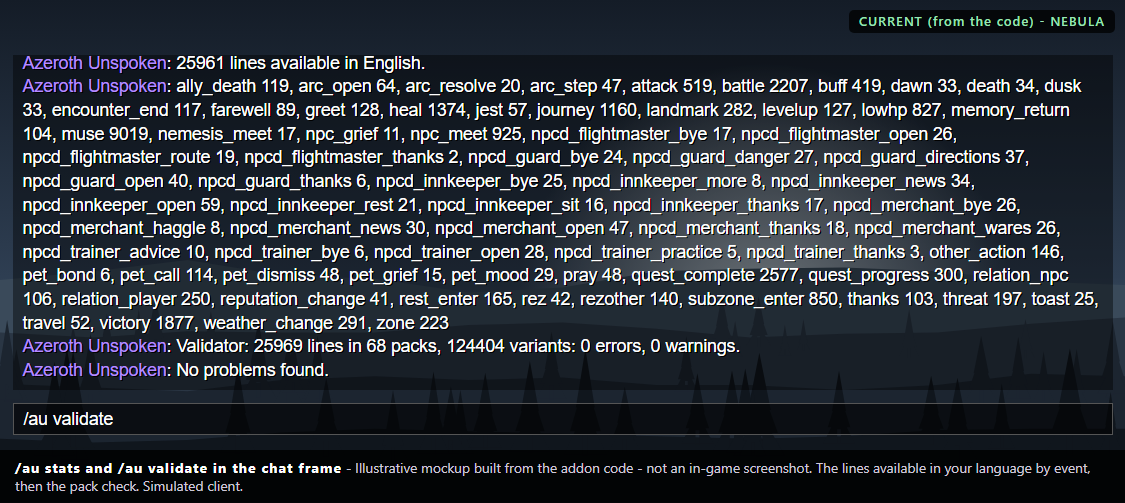 CURRENT (from the code) - NEBULA
Azeroth Unspoken: 25961 lines available in English.
Azeroth Unspoken: ally_death 119, arc_open 64, arc_resolve 20, arc_step 47, attack 519, battle 2207, buff 419, dawn 33, death 34, dusk
33, encounter_end 117, farewell 89, greet 128, heal 1374, jest 57, journey 1160, landmark 282, levelup 127, lowhp 827, memory_return
104, muse 9019, nemesis_meet 17, npc_grief 11, npc_meet 925, npcd_flightmaster_bye 17, npcd_flightmaster_open 26,
npcd_flightmaster_route 19, npcd_flightmaster_thanks 2, npcd_guard_bye 24, npcd_guard_danger 27, npcd_guard_directions 37,
npcd_guard_open 40, npcd_guard_thanks 6, npcd_innkeeper_bye 25, npcd_innkeeper_more 8, npcd_innkeeper_news 34,
npcd_innkeeper_open 59, npcd_innkeeper_rest 21, npcd_innkeeper_sit 16, npcd_innkeeper_thanks 17, npcd_merchant_bye 26,
npcd_merchant_haggle 8, npcd_merchant_news 30, npcd_merchant_open 47, npcd_merchant_thanks 18, npcd_merchant_wares 26,
npcd_trainer_advice 10, npcd_trainer_bye 6, npcd_trainer_open 28, npcd_trainer_practice 5, npcd_trainer_thanks 3, other_action 146,
pet_bond 6, pet_call 114, pet_dismiss 48, pet_grief 15, pet_mood 29, pray 48, quest_complete 2577, quest_progress 300, relation_npc
106, relation_player 250, reputation_change 41, rest_enter 165, rez 42, rezother 140, subzone_enter 850, thanks 103, threat 197, toast 25,
travel 52, victory 1877, weather_change 291, zone 223
Azeroth Unspoken: Validator: 25969 lines in 68 packs, 124404 variants: 0 errors, 0 warnings.
Azeroth Unspoken: No problems found.
/au validate
/au stats and /au validate in the chat frame - Illustrative mockup built from the addon code - not an in-game screenshot. The lines available in your language by event,
then the pack check. Simulated client.